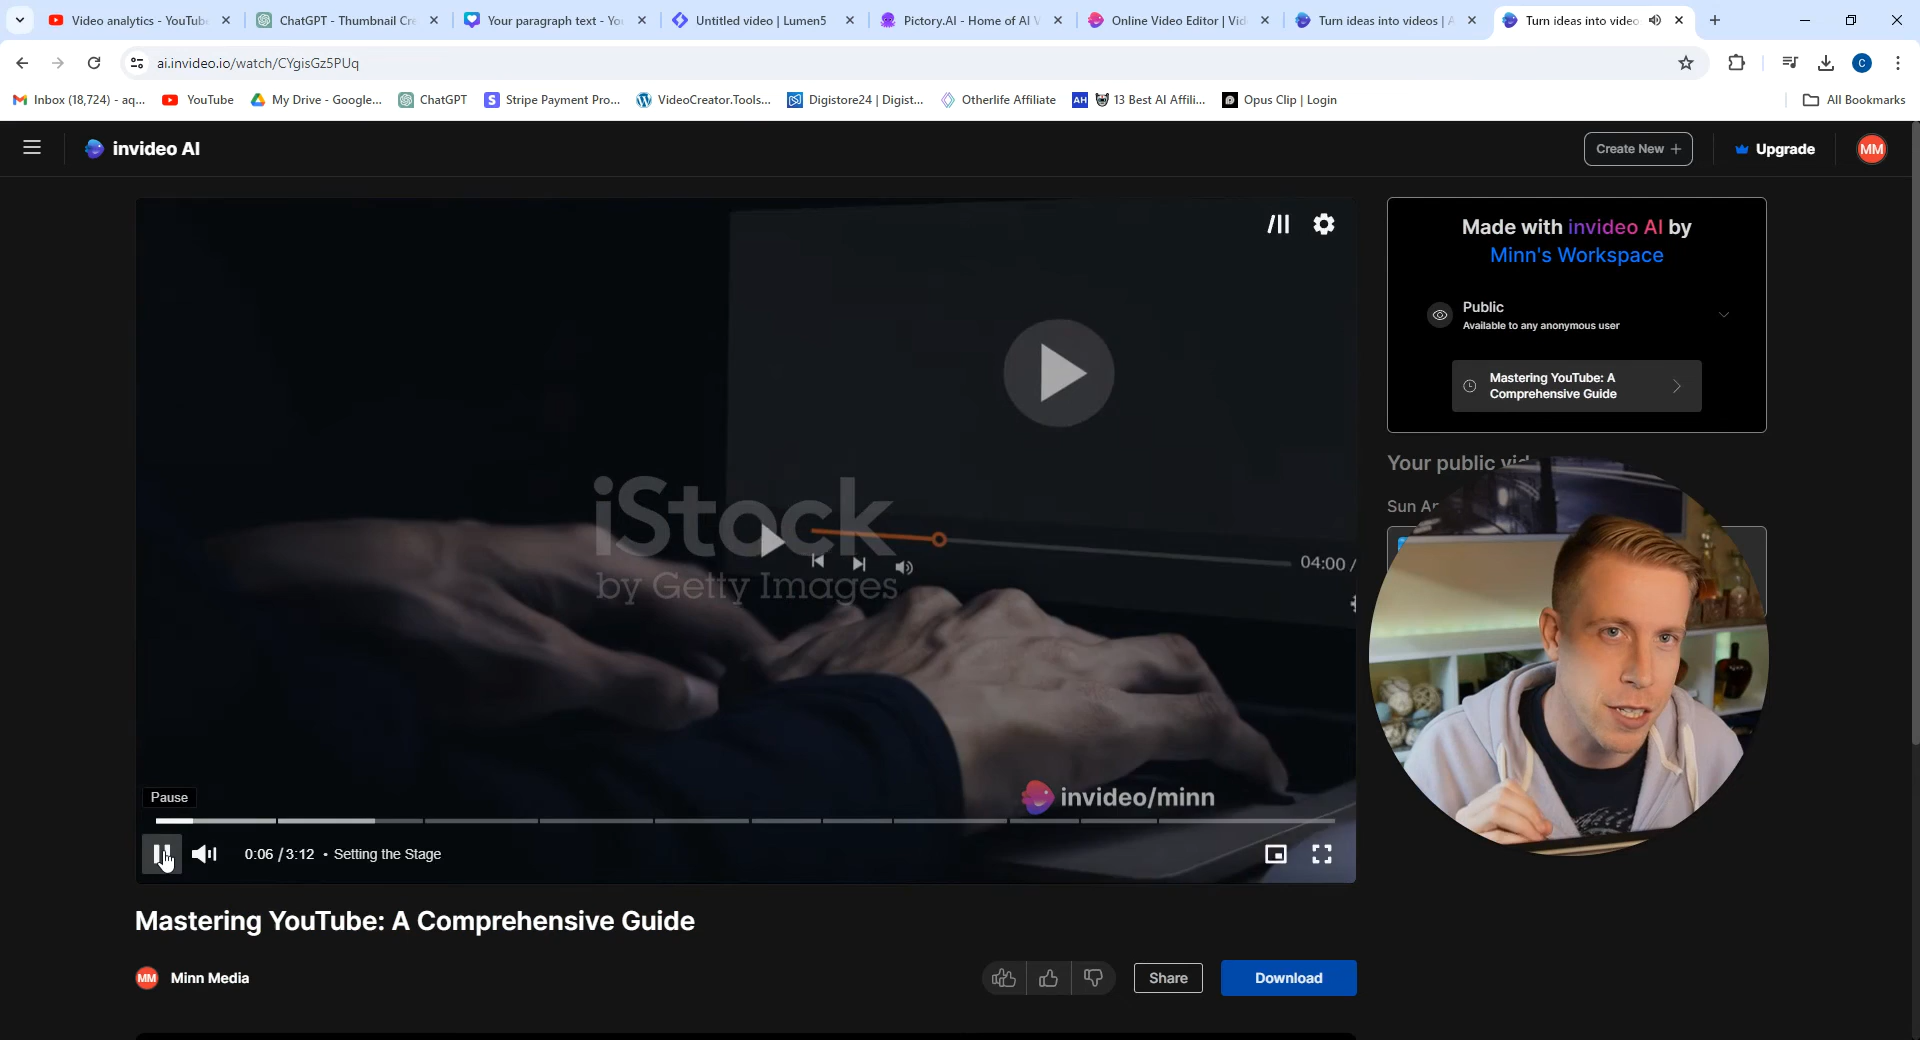 Video analytics - YouTub
ChatGPT - Thumbnail Cre
Your paragraph text - Yo
Untitled video | Lumen5
Pictory.AI - Home of AI V
Online Video Editor | Vid
Turn ideas into videos | A
Turn ideas into video
ai.invideo.io/watch/CYgisGz5PUq
C
Inbox (18,724) - aq...
YouTube
My Drive - Google...
ChatGPT
Stripe Payment Pro...
VideoCreator.Tools...
Digistore24 | Digist...
Otherlife Affiliate
AH
13 Best AI Affili...
Opus Clip | Login
All Bookmarks
invideo AI
Create New +
Upgrade
MM
Made with invideo AI by
Minn's Workspace
Public
Available to any anonymous user
Mastering YouTube: A
Comprehensive Guide
Your public vid
Sun Ap
iStock
by Getty Images
04:00 /
invideo/minn
Pause
0:06 / 3:12 • Setting the Stage
Mastering YouTube: A Comprehensive Guide
MM
Minn Media
Share
Download